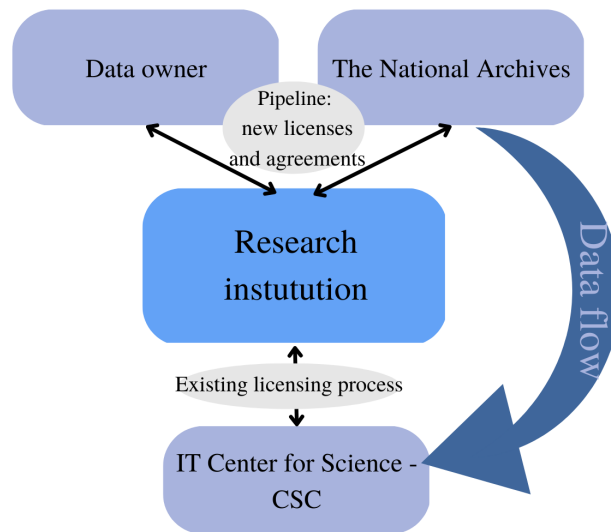 Data owner
The National Archives
Pipeline:
new licenses
and agreements
Research
instutution
Data flow
Existing licensing process
IT Center for Science -
CSC